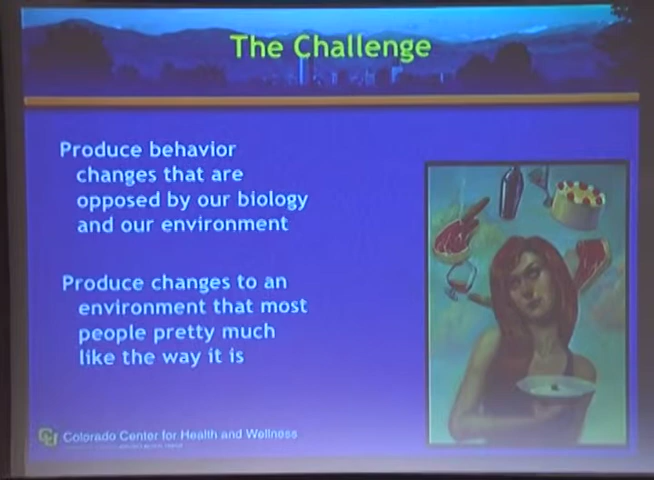 The Challenge
Produce behavior
changes that are
opposed by our biology
and our environment
Produce changes to an
environment that most
people pretty much
like the way it is
CU
Colorado Center for Health and Wellness